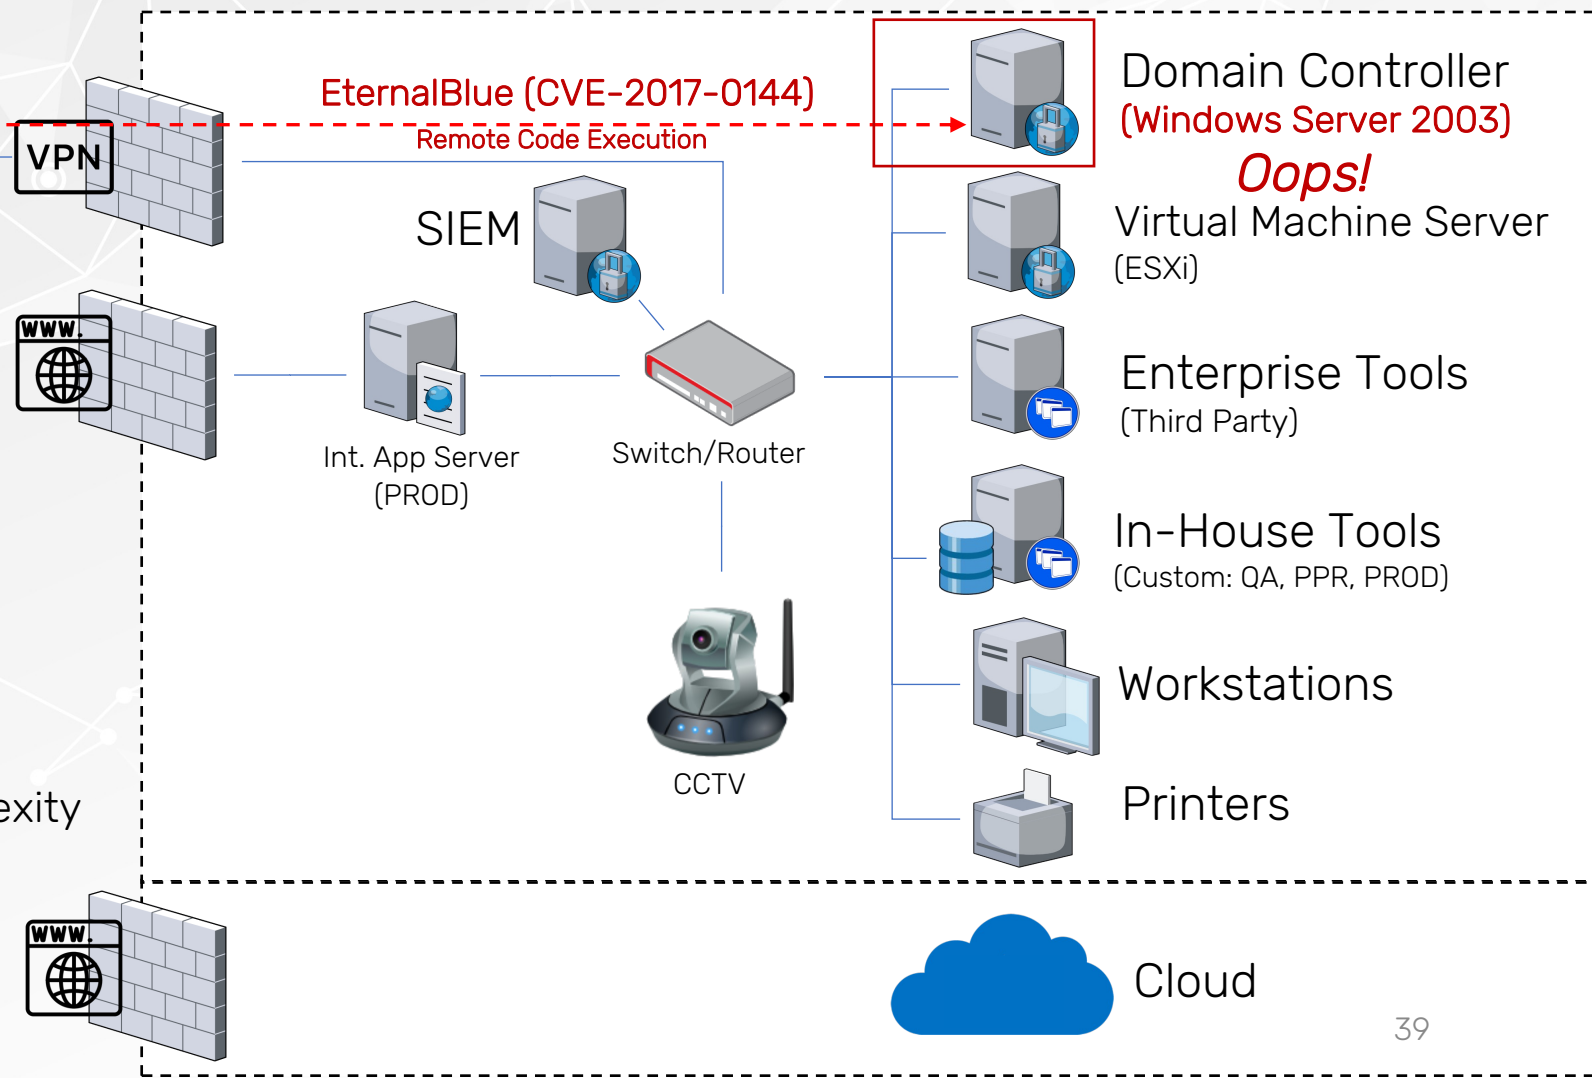 EternalBlue (CVE-2017-0144)
Remote Code Execution
Domain Controller
(Windows Server 2003)
Oops!
VPN
SIEM
Virtual Machine Server
(ESXi)
WWW.
Int. App Server
(PROD)
Switch/Router
Enterprise Tools
(Third Party)
In-House Tools
(Custom: QA, PPR, PROD)
CCTV
Workstations
Printers
exity
WWW.
Cloud
39